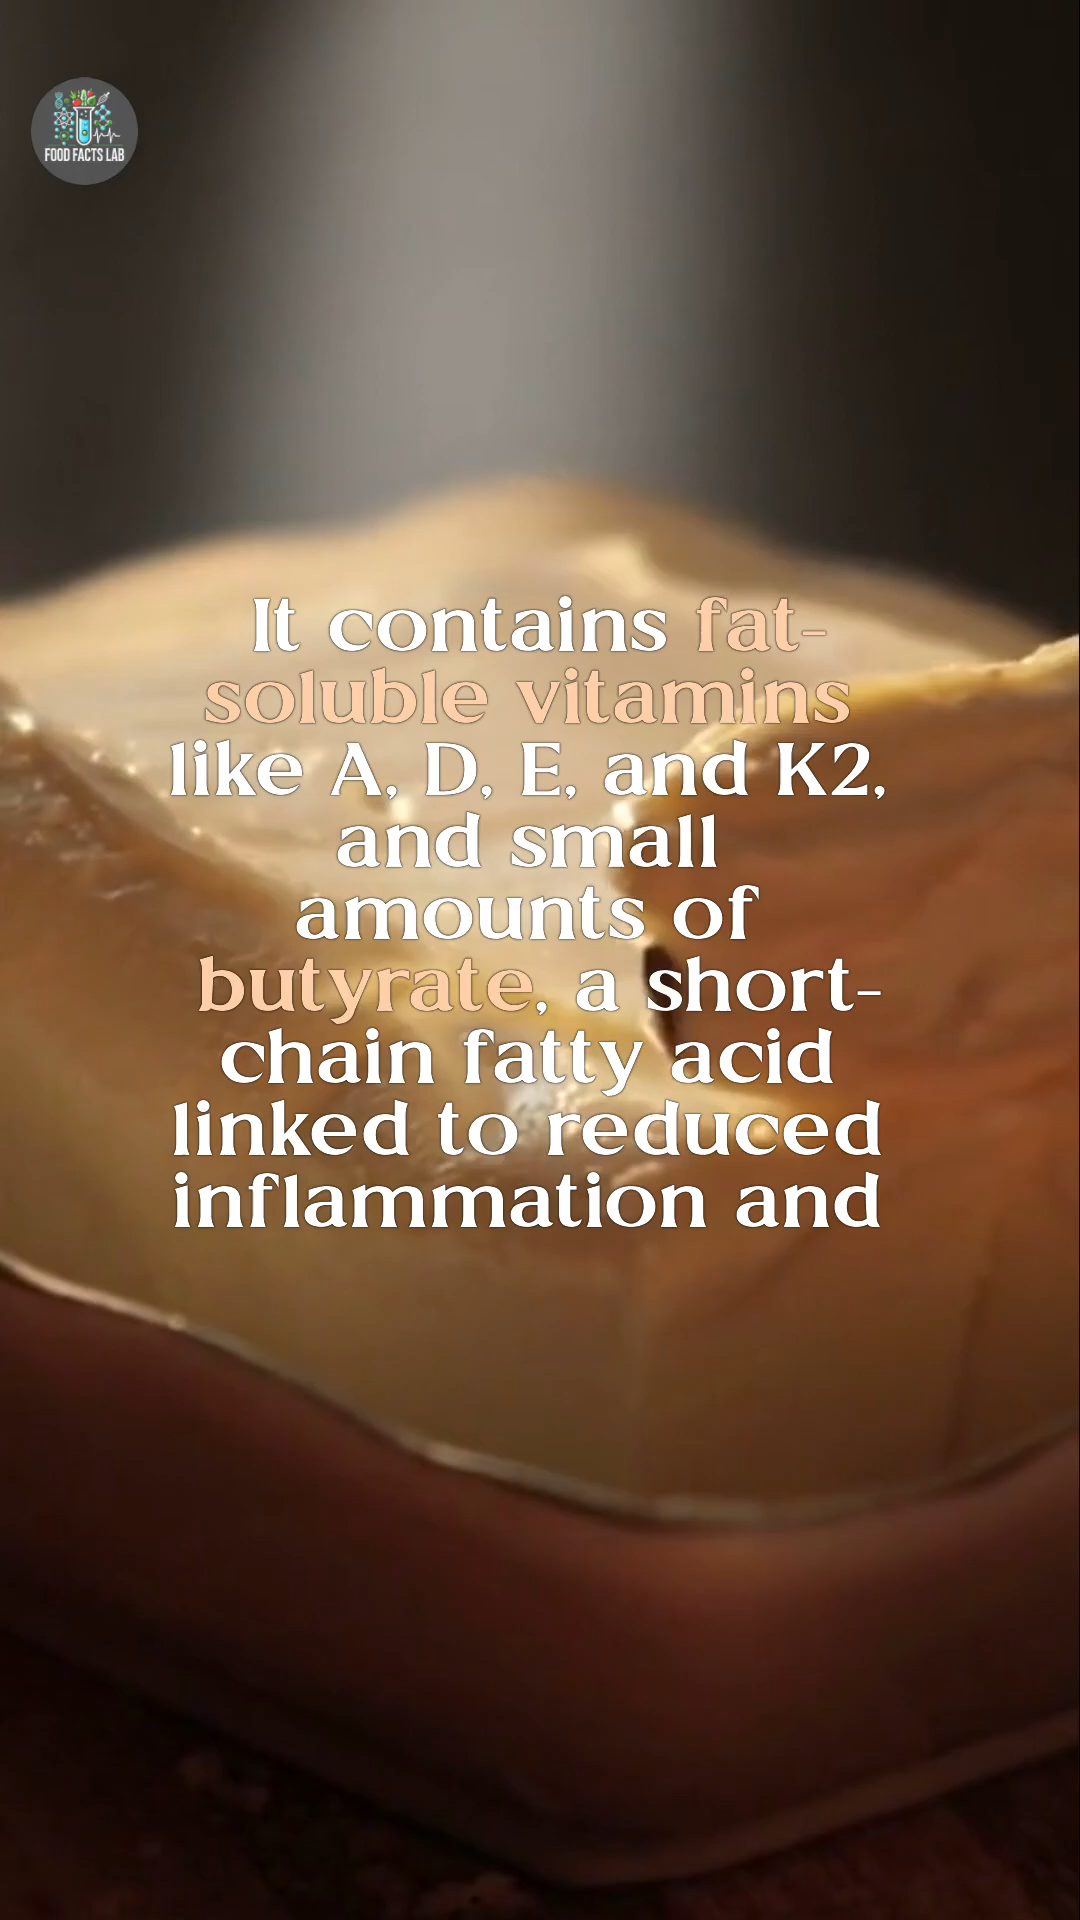 FOOD FACTS LAB
It contains fat-
soluble vitamins
like A, D, E, and K2,
and small
amounts of
butyrate, a short-
chain fatty acid
linked to reduced
inflammation and